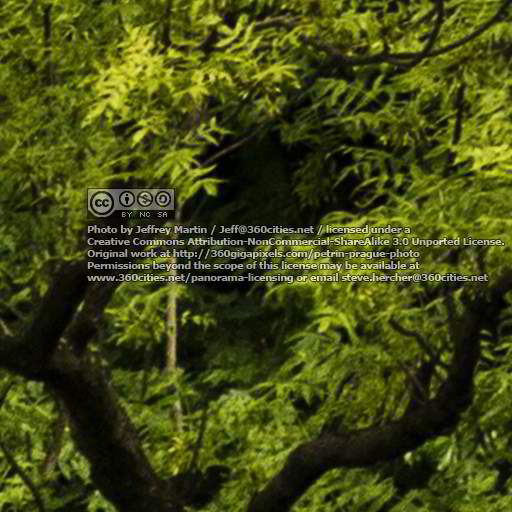 cc BY NC SA
Photo by Jeffrey Martin / Jeff@360cities.net / licensed under a
Creative Commons Attribution-NonCommercial-ShareAlike 3.0 Unported License.
Original work at http://360gigapixels.com/petrin-prague-photo
Permissions beyond the scope of this license may be available at
www.360cities.net/panorama-licensing or email steve.hercher@360cities.net